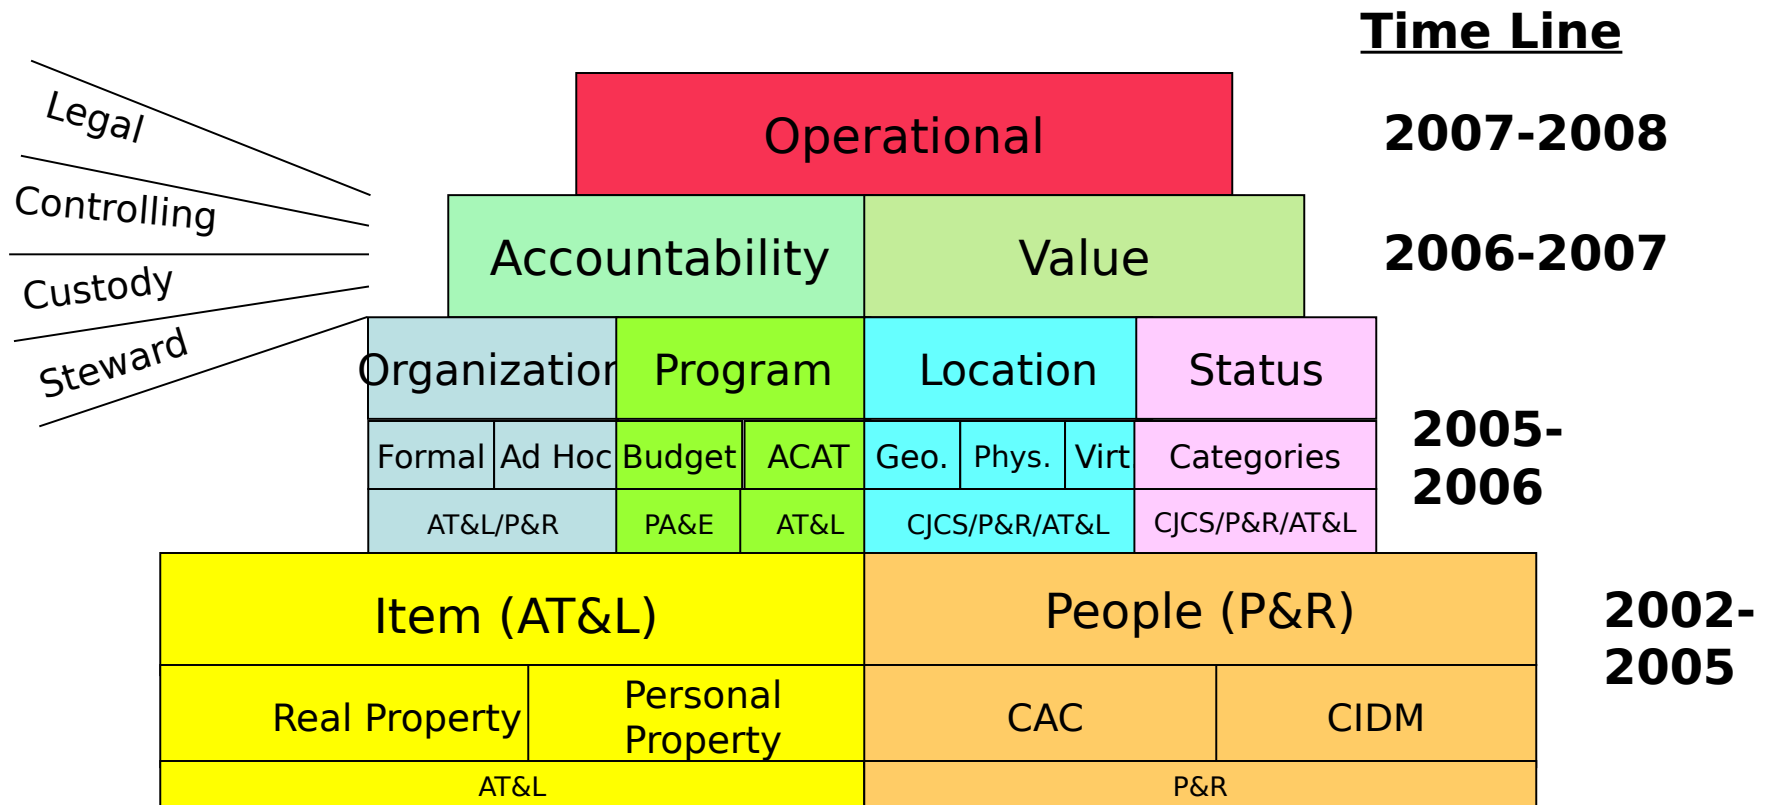 Time Line
Legal
Controlling
Custody
Steward
Operational
2007-2008
Accountability
Value
2006-2007
Organization
Program
Location
Status
Formal
Ad Hoc
Budget
ACAT
Geo.
Phys.
Virt
Categories
2005-
2006
AT&L/P&R
PA&E
AT&L
CJCS/P&R/AT&L
CJCS/P&R/AT&L
Item (AT&L)
People (P&R)
2002-
2005
Real Property
Personal
Property
CAC
CIDM
AT&L
P&R